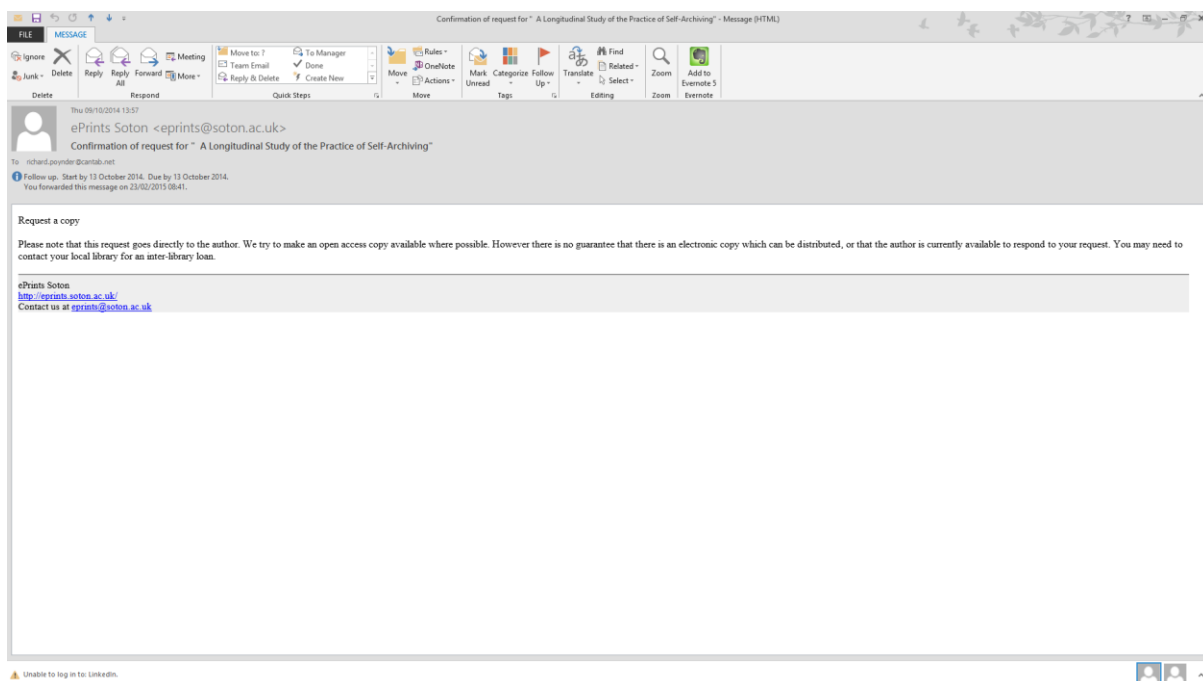 Confirmation of request for " A Longitudinal Study of the Practice of Self-Archiving" - Message (HTML)
FILE MESSAGE
Ignore
Junk
Delete
Reply
Reply All
Forward
Meeting
More
Move to: ?
Team Email
Reply & Delete
To Manager
Done
Create New
Move
Rules
OneNote
Actions
Mark Unread
Categorize
Follow Up
Translate
Find
Related
Select
Zoom
Add to Evernote 5
Delete Respond Quick Steps Move Tags Editing Zoom Evernote
Thu 09/10/2014 13:57
ePrints Soton <eprints@soton.ac.uk>
Confirmation of request for " A Longitudinal Study of the Practice of Self-Archiving"
To richard.poynder@cantab.net
Follow up. Start by 13 October 2014. Due by 13 October 2014.
You forwarded this message on 23/02/2015 08:41.
Request a copy
Please note that this request goes directly to the author. We try to make an open access copy available where possible. However there is no guarantee that there is an electronic copy which can be distributed, or that the author is currently available to respond to your request. You may need to
contact your local library for an inter-library loan.
ePrints Soton
http://eprints.soton.ac.uk/
Contact us at eprints@soton.ac.uk
Unable to log in to: LinkedIn.